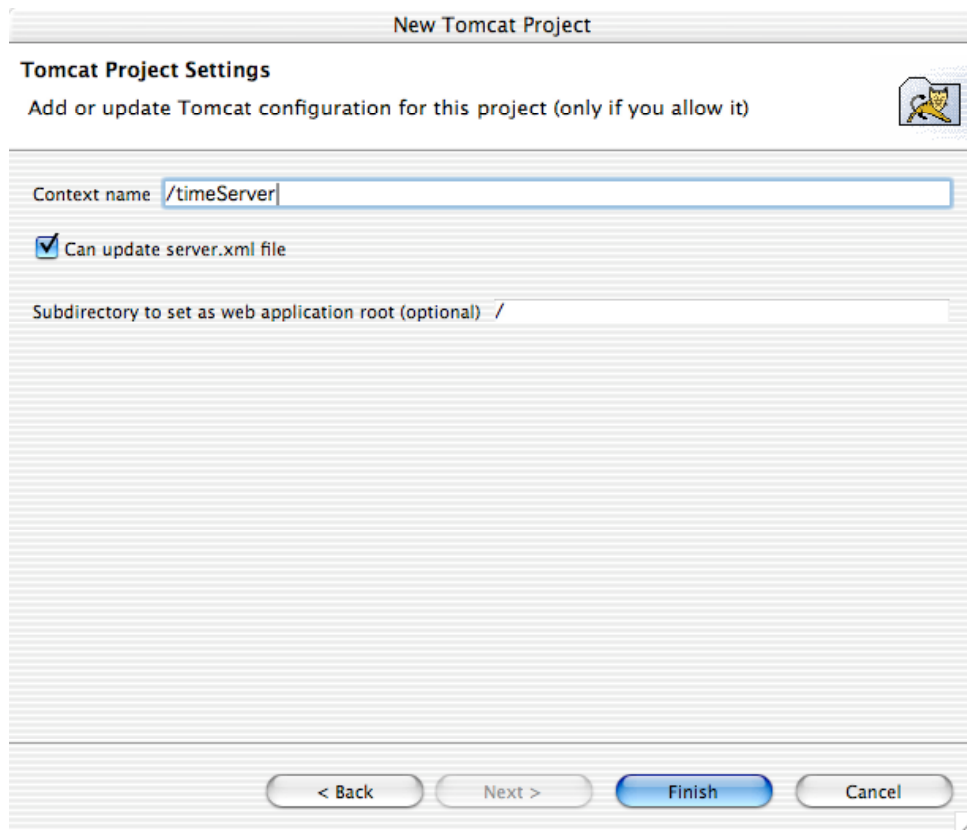 New Tomcat Project
Tomcat Project Settings
Add or update Tomcat configuration for this project (only if you allow it)
Context name /timeServer
Can update server.xml file
Subdirectory to set as web application root (optional) /
< Back Next > Finish Cancel